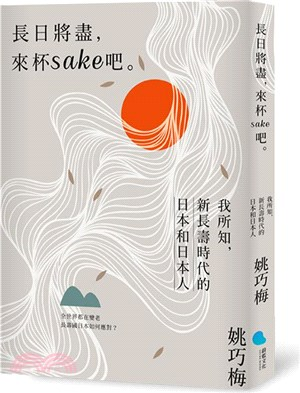 長日將盡,
來杯sake吧。
我所知,
新長壽時代的
日本和日本人
全世界都在變老
長壽國日本如何應對?
姚巧梅
長日將盡,來杯sake吧。
我所知,
新長壽時代的
日本和日本人
姚巧梅